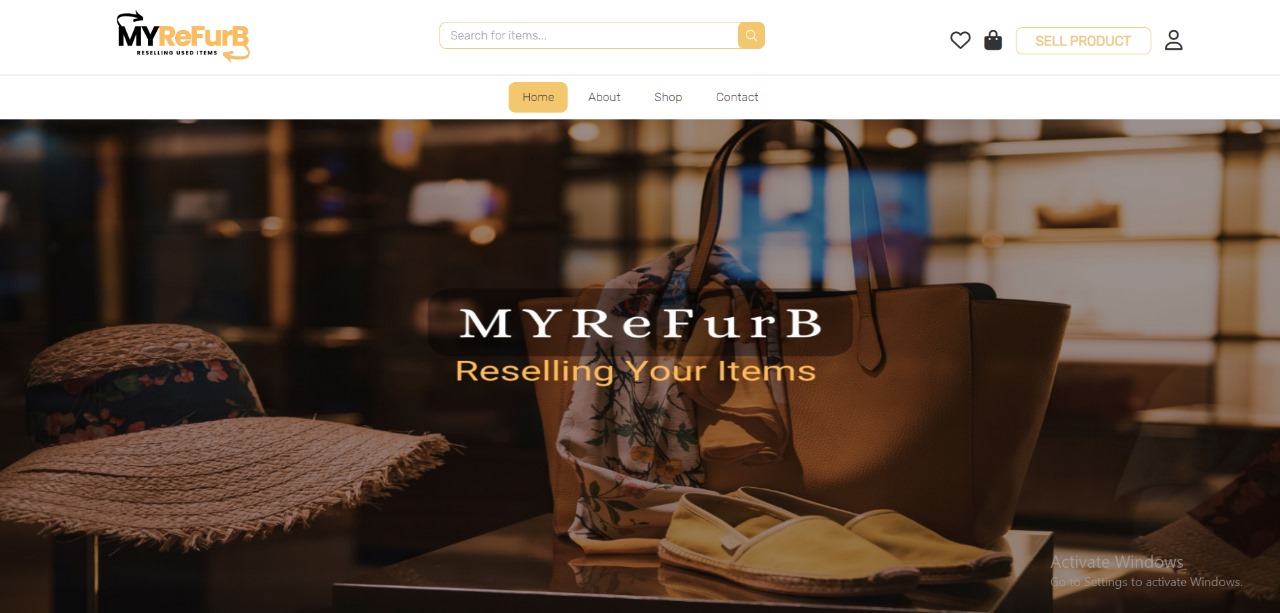 MYReFurB
RESELLING USED ITEMS
Search for items...
SELL PRODUCT
Home
About
Shop
Contact
MYReFurB
Reselling Your Items
Activate Windows
Go to Settings to activate Windows.